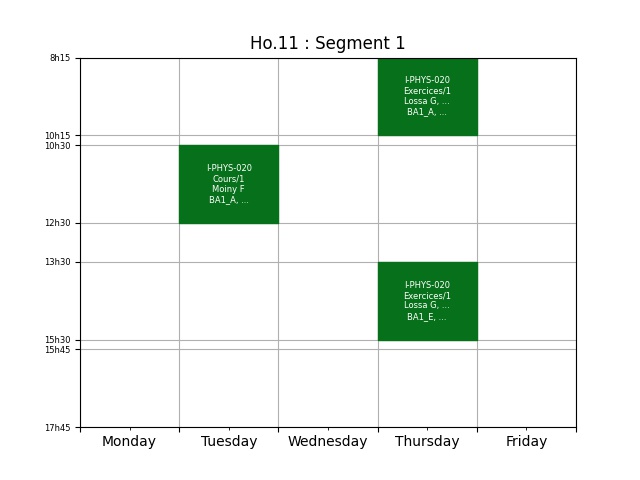 Ho.11 : Segment 1
8h15
I-PHYS-020
Exercices/1
Lossa G, ...
BA1_A, ...
10h15
10h30
I-PHYS-020
Cours/1
Moiny F
BA1_A, ...
12h30
13h30
I-PHYS-020
Exercices/1
Lossa G, ...
BA1_E, ...
15h30
15h45
17h45
Monday Tuesday Wednesday Thursday Friday